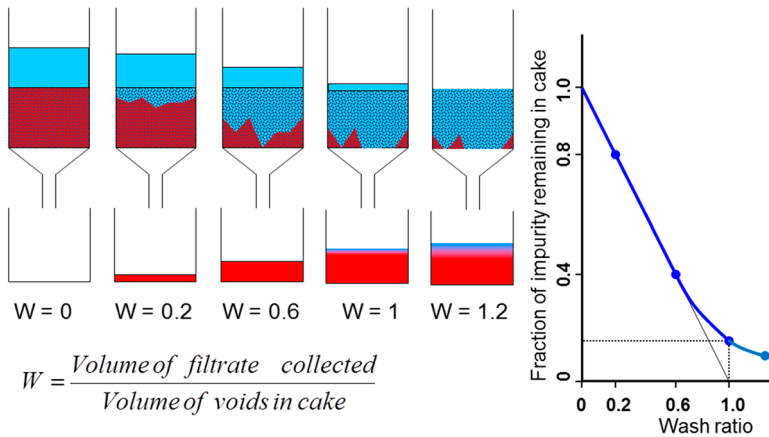 W = 0
W = 0.2
W = 0.6
W = 1
W = 1.2
W = Volume of filtrate collected
Volume of voids in cake
Fraction of impurity remaining in cake
1.0
0.8
0.4
0
0
0.2
0.6
1.0
Wash ratio